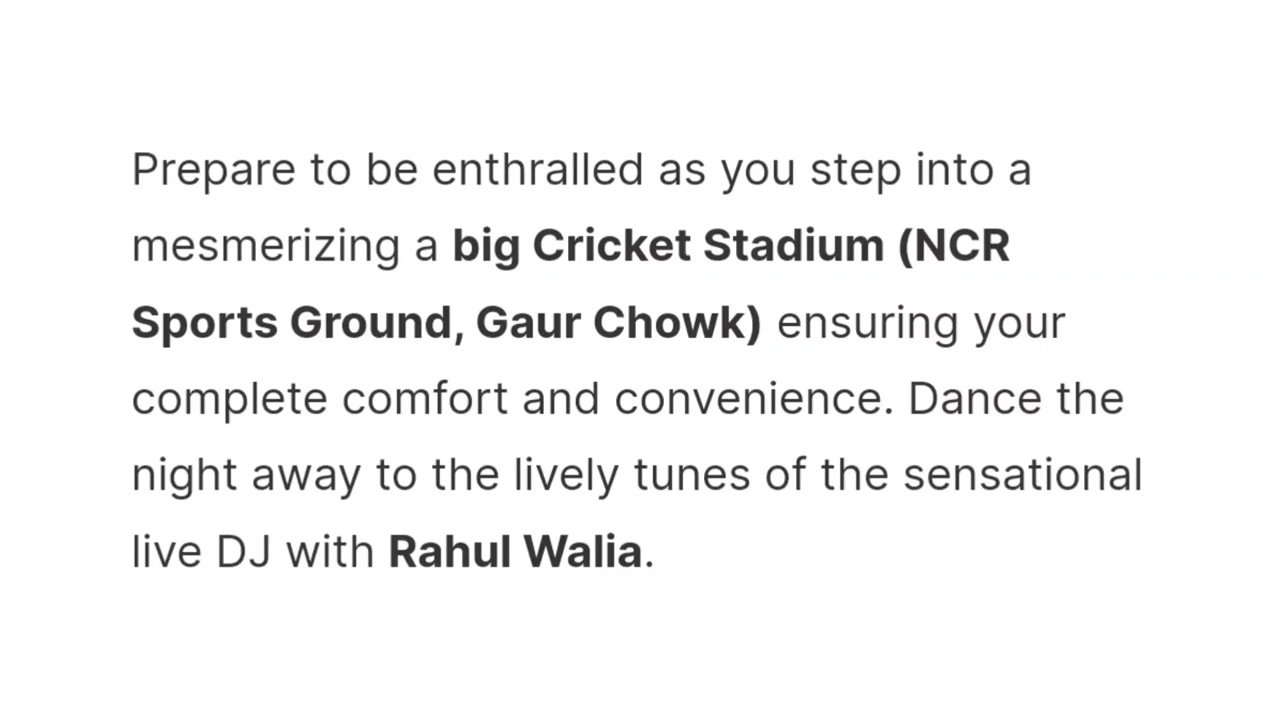 Prepare to be enthralled as you step into a
mesmerizing a big Cricket Stadium (NCR
Sports Ground, Gaur Chowk) ensuring your
complete comfort and convenience. Dance the
night away to the lively tunes of the sensational
live DJ with Rahul Walia.